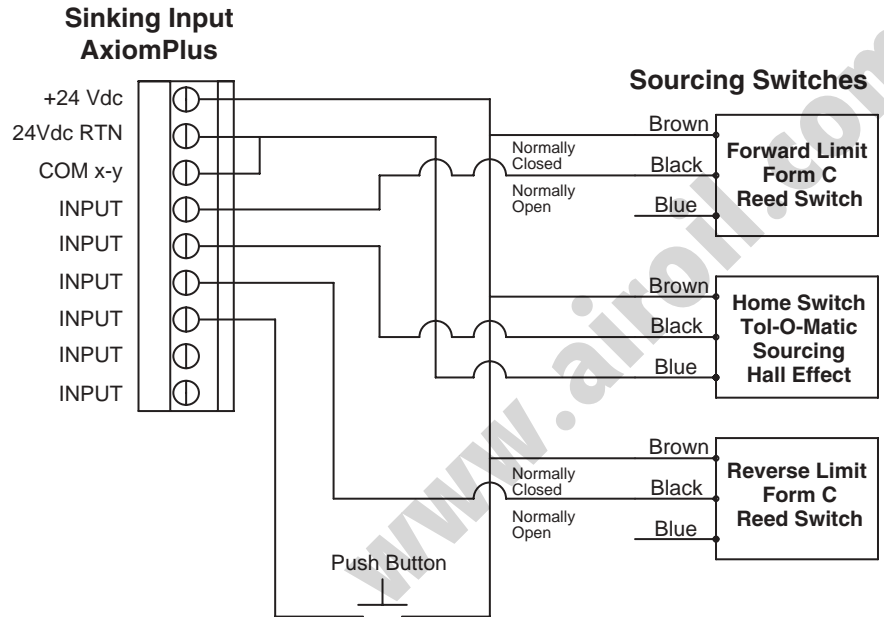 Sinking Input
AxiomPlus
+24 Vdc
24Vdc RTN
COM x-y
INPUT
INPUT
INPUT
INPUT
INPUT
INPUT
Sourcing Switches
Brown
Normally
Closed
Black
Normally
Open
Blue
Forward Limit
Form C
Reed Switch
Brown
Black
Blue
Home Switch
Tol-O-Matic
Sourcing
Hall Effect
Brown
Normally
Closed
Black
Normally
Open
Blue
Reverse Limit
Form C
Reed Switch
Push Button
www.airoil.com